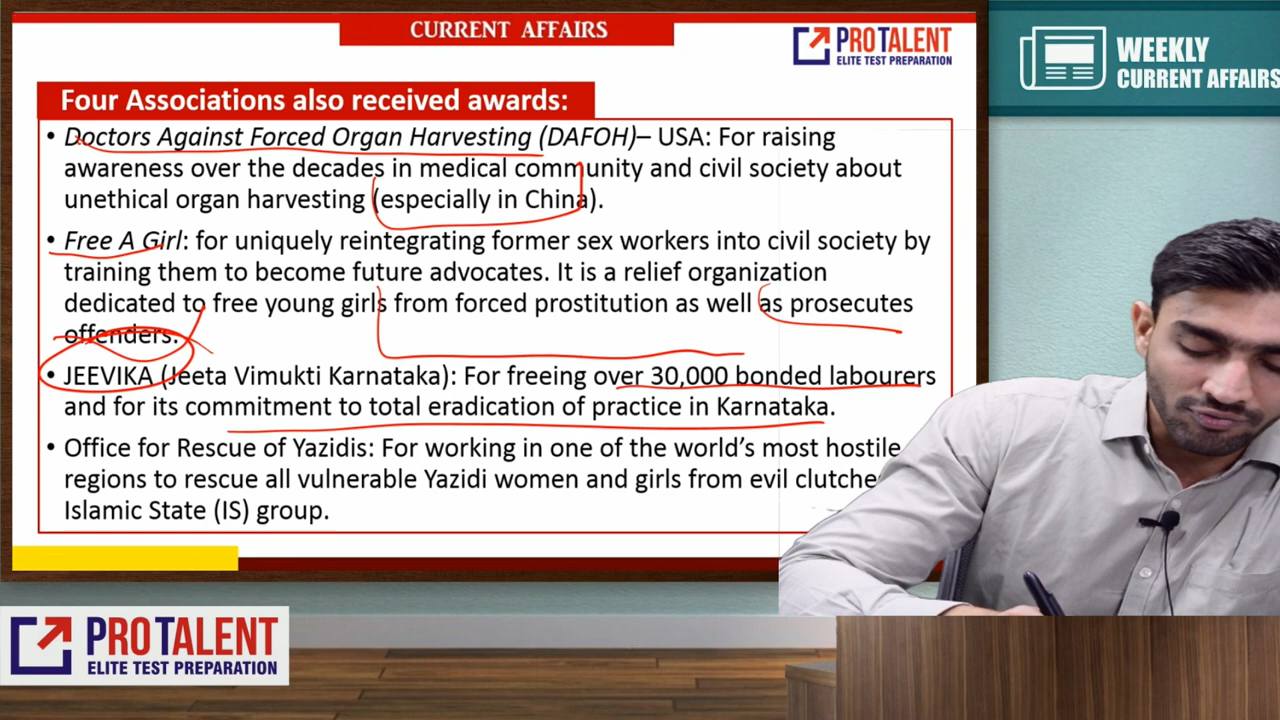 CURRENT AFFAIRS
PROTALENT
ELITE TEST PREPARATION
WEEKLY
CURRENT AFFAIRS
Four Associations also received awards:
• Doctors Against Forced Organ Harvesting (DAFOH)– USA: For raising
awareness over the decades in medical community and civil society about
unethical organ harvesting (especially in China).
• Free A Girl: for uniquely reintegrating former sex workers into civil society by
training them to become future advocates. It is a relief organization
dedicated to free young girls from forced prostitution as well as prosecutes
offenders.
• JEEVIKA (Jeeta Vimukti Karnataka): For freeing over 30,000 bonded labourers
and for its commitment to total eradication of practice in Karnataka.
• Office for Rescue of Yazidis: For working in one of the world’s most hostile
regions to rescue all vulnerable Yazidi women and girls from evil clutche
Islamic State (IS) group.
PROTALENT
ELITE TEST PREPARATION